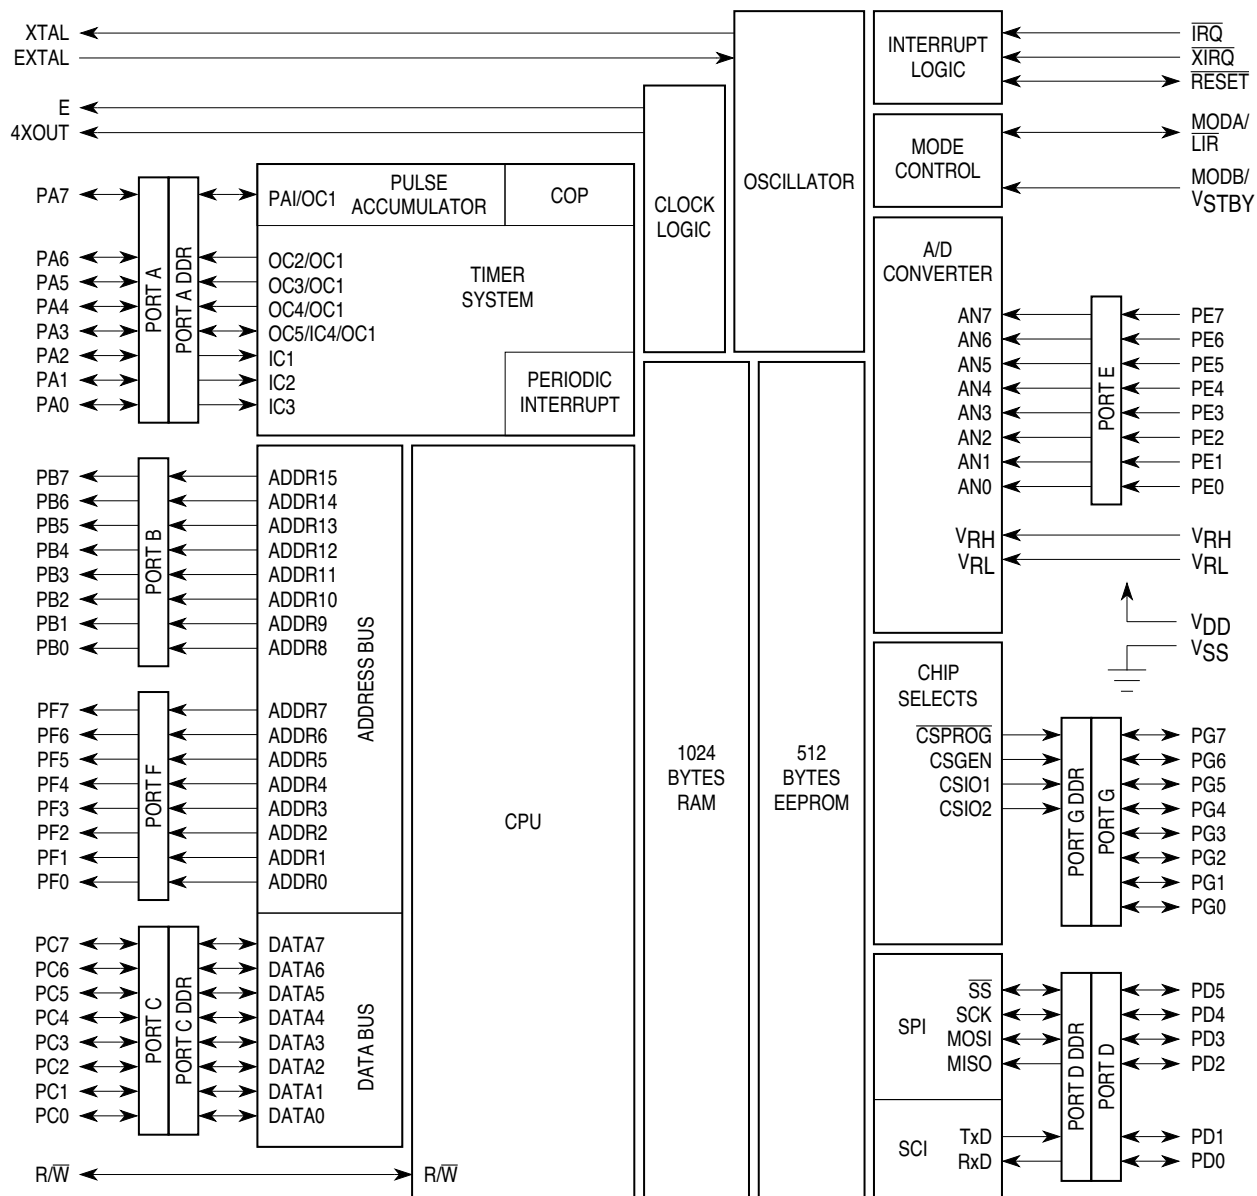 XTAL
EXTAL
E
4XOUT
PA7
PA6
PA5
PA4
PA3
PA2
PA1
PA0
PORT A
PORT A DDR
PAI/OC1
PULSE
ACCUMULATOR
COP
OC2/OC1
OC3/OC1
OC4/OC1
OC5/IC4/OC1
IC1
IC2
IC3
TIMER
SYSTEM
PERIODIC
INTERRUPT
CLOCK
LOGIC
OSCILLATOR
INTERRUPT
LOGIC
IRQ
XIRQ
RESET
MODE
CONTROL
MODA/
LIR
MODB/
VSTBY
A/D
CONVERTER
AN7
AN6
AN5
AN4
AN3
AN2
AN1
AN0
VRH
VRL
PORT E
PE7
PE6
PE5
PE4
PE3
PE2
PE1
PE0
VRH
VRL
VDD
VSS
PB7
PB6
PB5
PB4
PB3
PB2
PB1
PB0
PORT B
ADDR15
ADDR14
ADDR13
ADDR12
ADDR11
ADDR10
ADDR9
ADDR8
ADDRESS BUS
PF7
PF6
PF5
PF4
PF3
PF2
PF1
PF0
PORT F
ADDR7
ADDR6
ADDR5
ADDR4
ADDR3
ADDR2
ADDR1
ADDR0
PC7
PC6
PC5
PC4
PC3
PC2
PC1
PC0
PORT C
PORT C DDR
DATA7
DATA6
DATA5
DATA4
DATA3
DATA2
DATA1
DATA0
DATA BUS
R/W
R/W
CPU
1024
BYTES
RAM
512
BYTES
EEPROM
CHIP
SELECTS
CSPROG
CSGEN
CSIO1
CSIO2
PORT G DDR
PORT G
PG7
PG6
PG5
PG4
PG3
PG2
PG1
PG0
SPI
SS
SCK
MOSI
MISO
SCI
TxD
RxD
PORT D DDR
PORT D
PD5
PD4
PD3
PD2
PD1
PD0